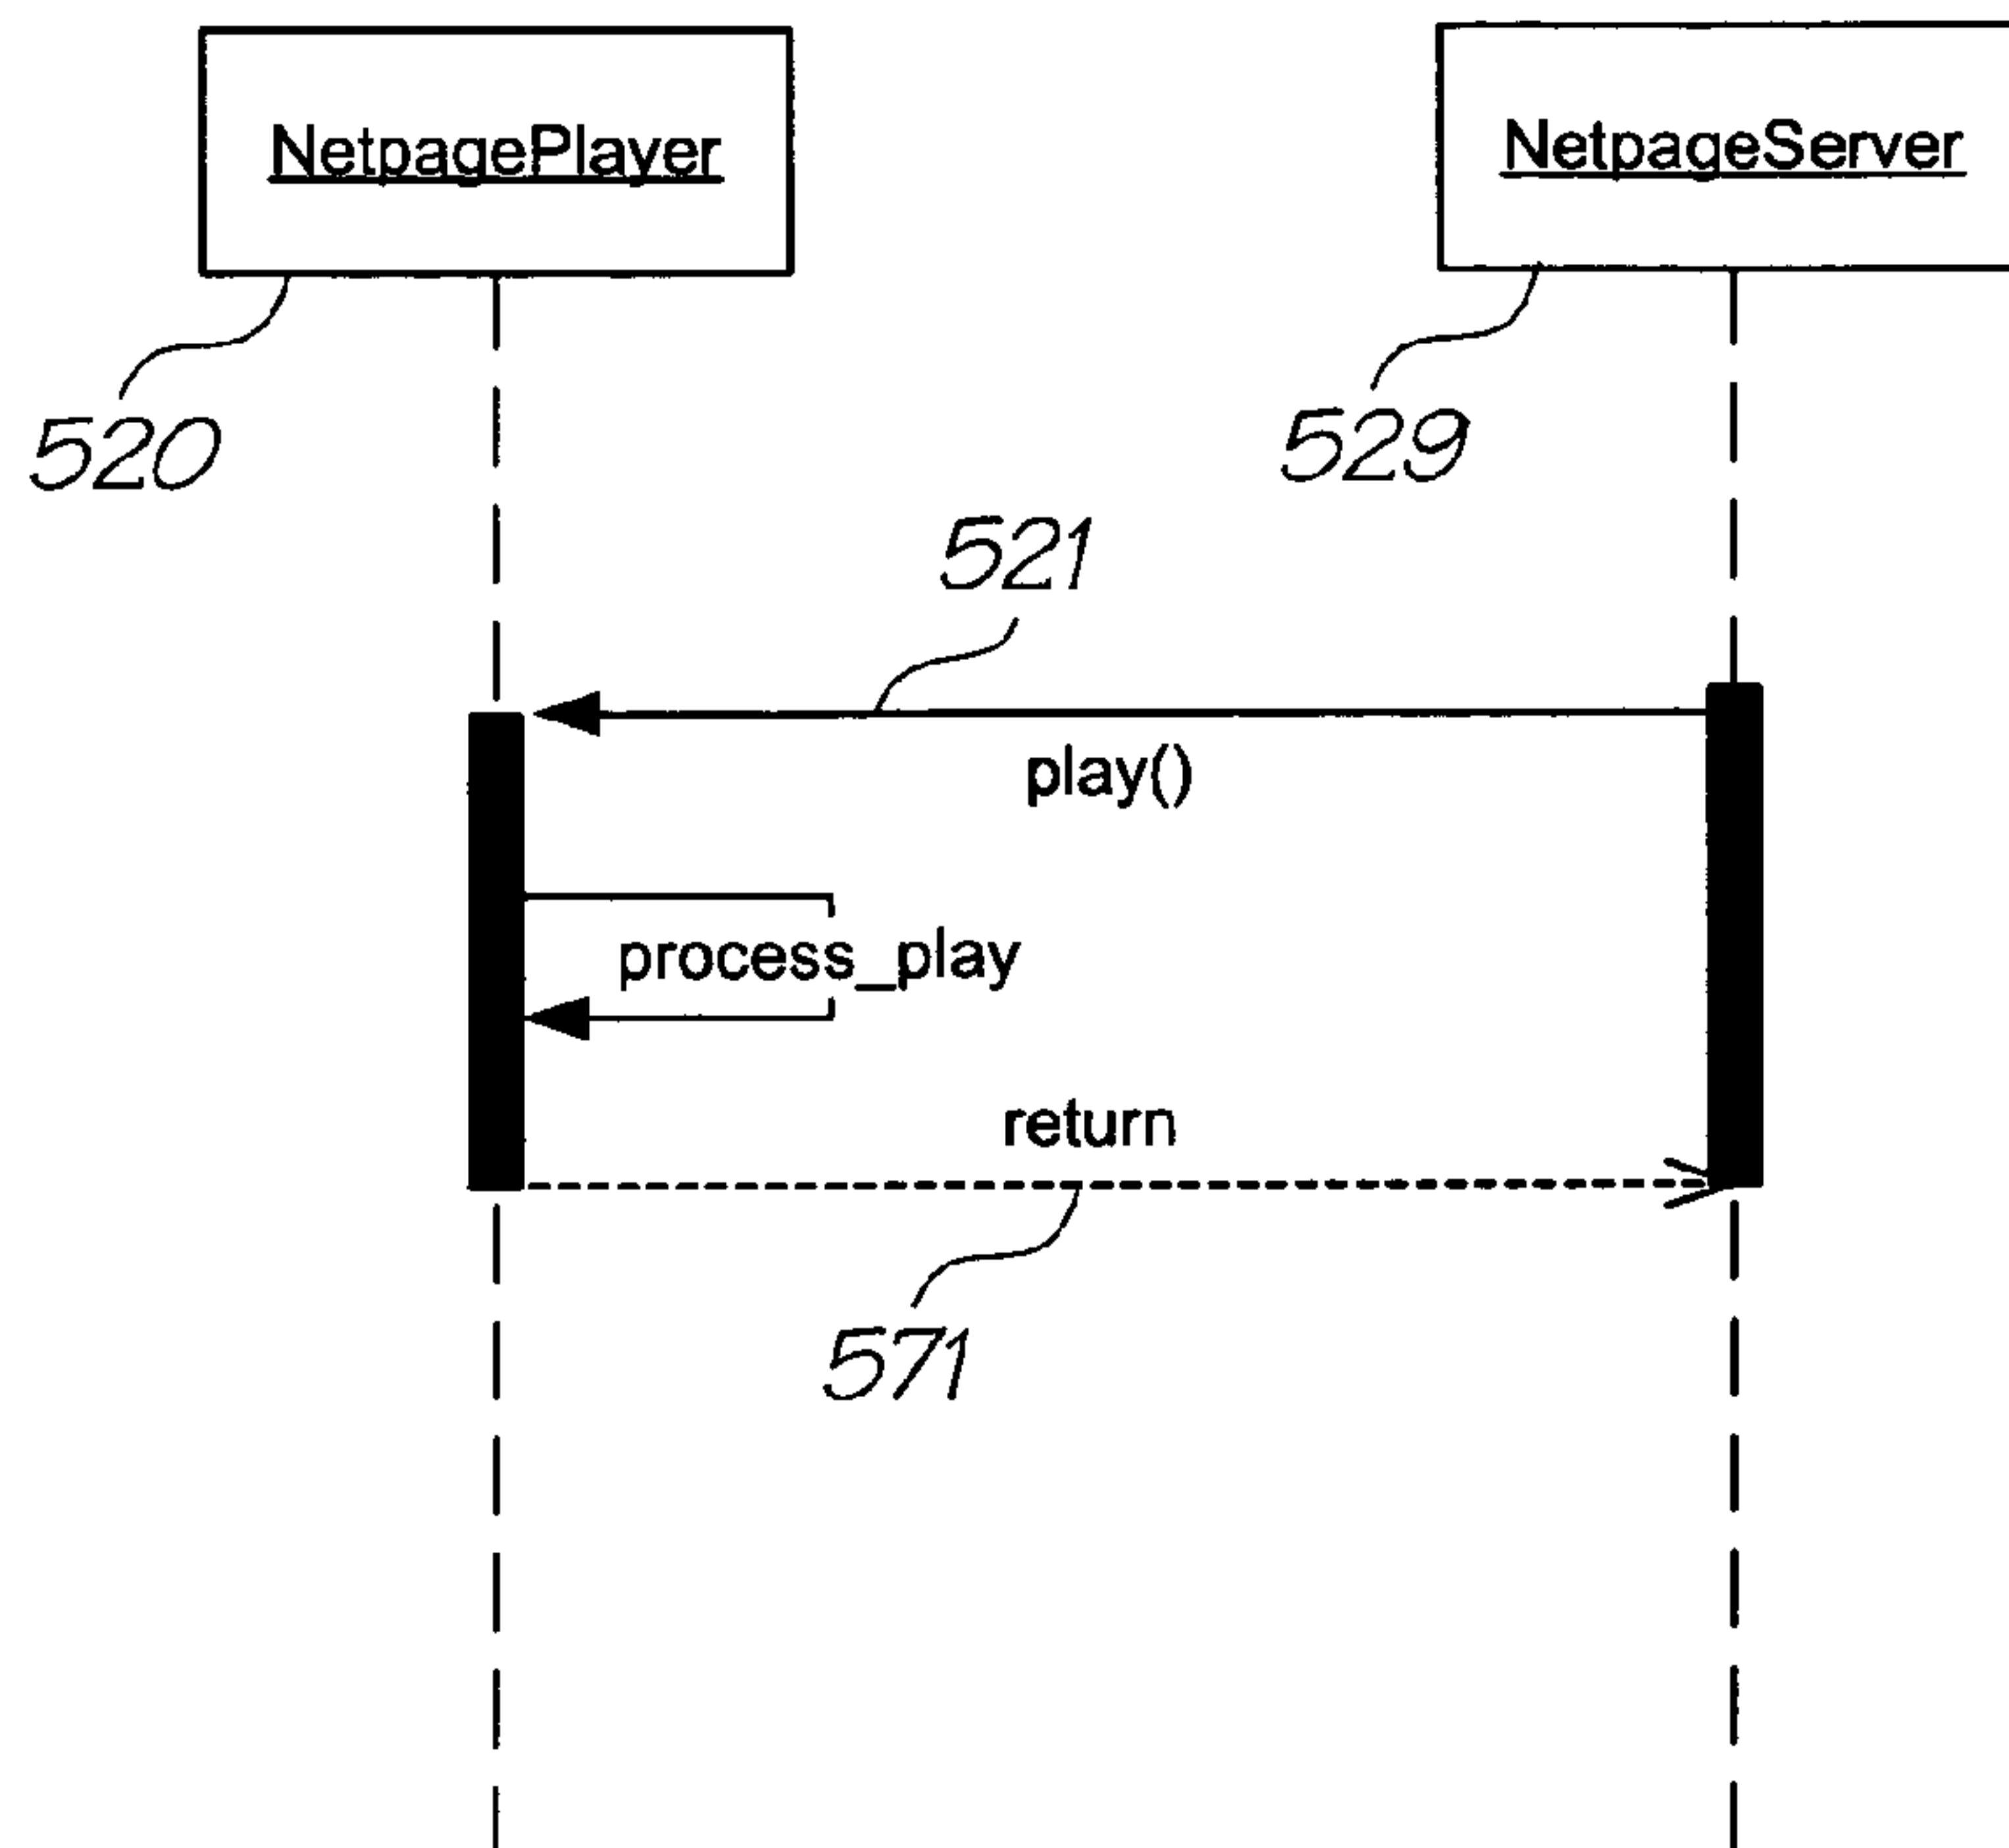 NetpagePlayer
NetpageServer
520
529
521
play()
process_play
return
571